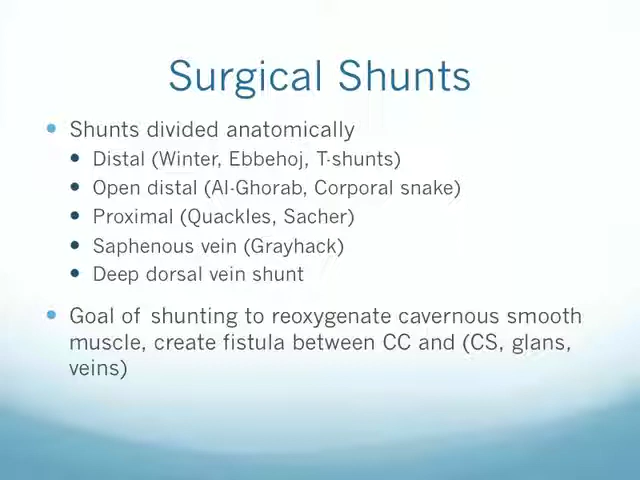 Surgical Shunts
• Shunts divided anatomically
• Distal (Winter, Ebbehoj, T-shunts)
• Open distal (Al-Ghorab, Corporal snake)
• Proximal (Quackles, Sacher)
• Saphenous vein (Grayhack)
• Deep dorsal vein shunt
• Goal of shunting to reoxygenate cavernous smooth
muscle, create fistula between CC and (CS, glans,
veins)